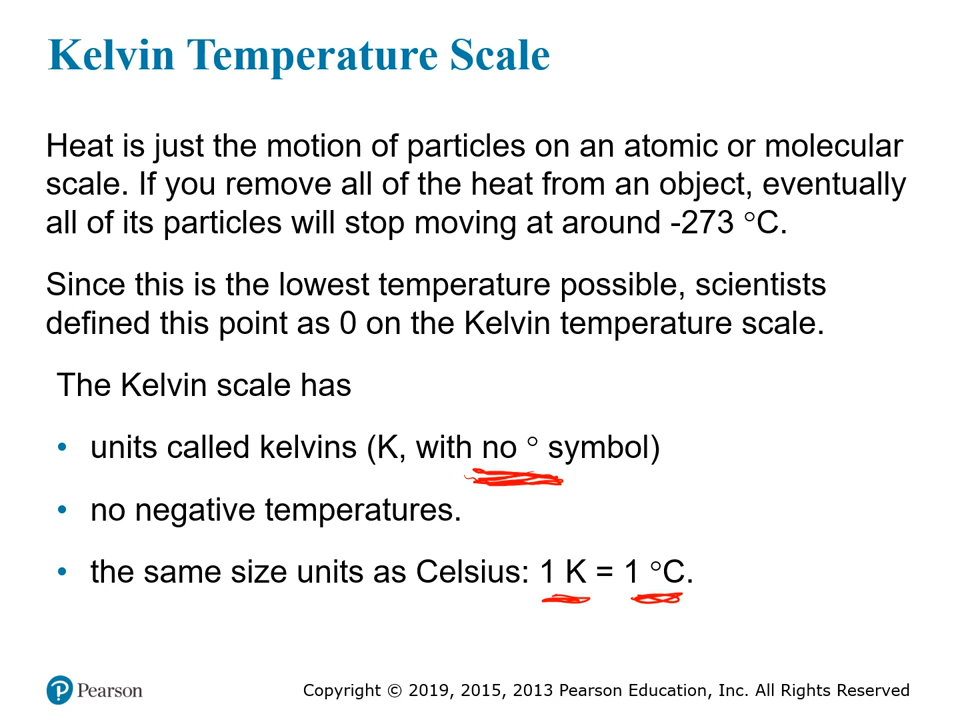 Kelvin Temperature Scale
Heat is just the motion of particles on an atomic or molecular
scale. If you remove all of the heat from an object, eventually
all of its particles will stop moving at around -273 °C.
Since this is the lowest temperature possible, scientists
defined this point as 0 on the Kelvin temperature scale.
The Kelvin scale has
• units called kelvins (K, with no ° symbol)
• no negative temperatures.
• the same size units as Celsius: 1 K = 1 °C.
P Pearson
Copyright © 2019, 2015, 2013 Pearson Education, Inc. All Rights Reserved